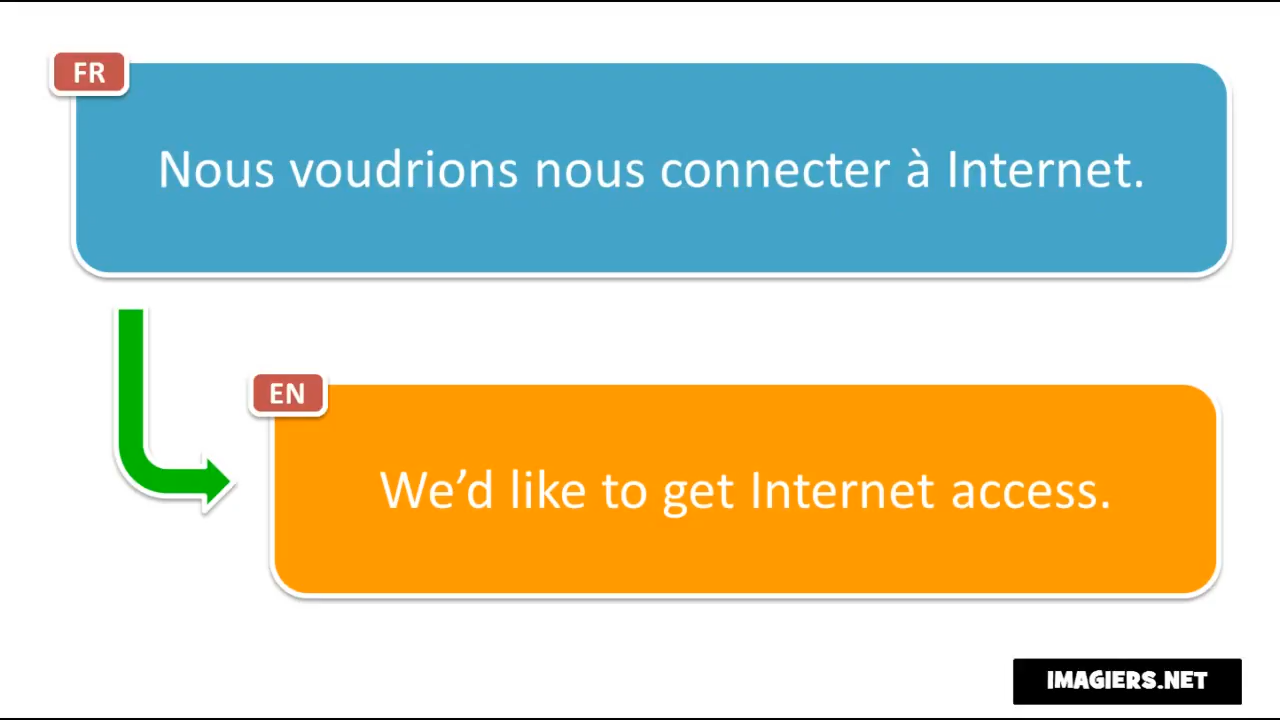 FR
Nous voudrions nous connecter à Internet.
EN
We’d like to get Internet access.
IMAGIERS.NET